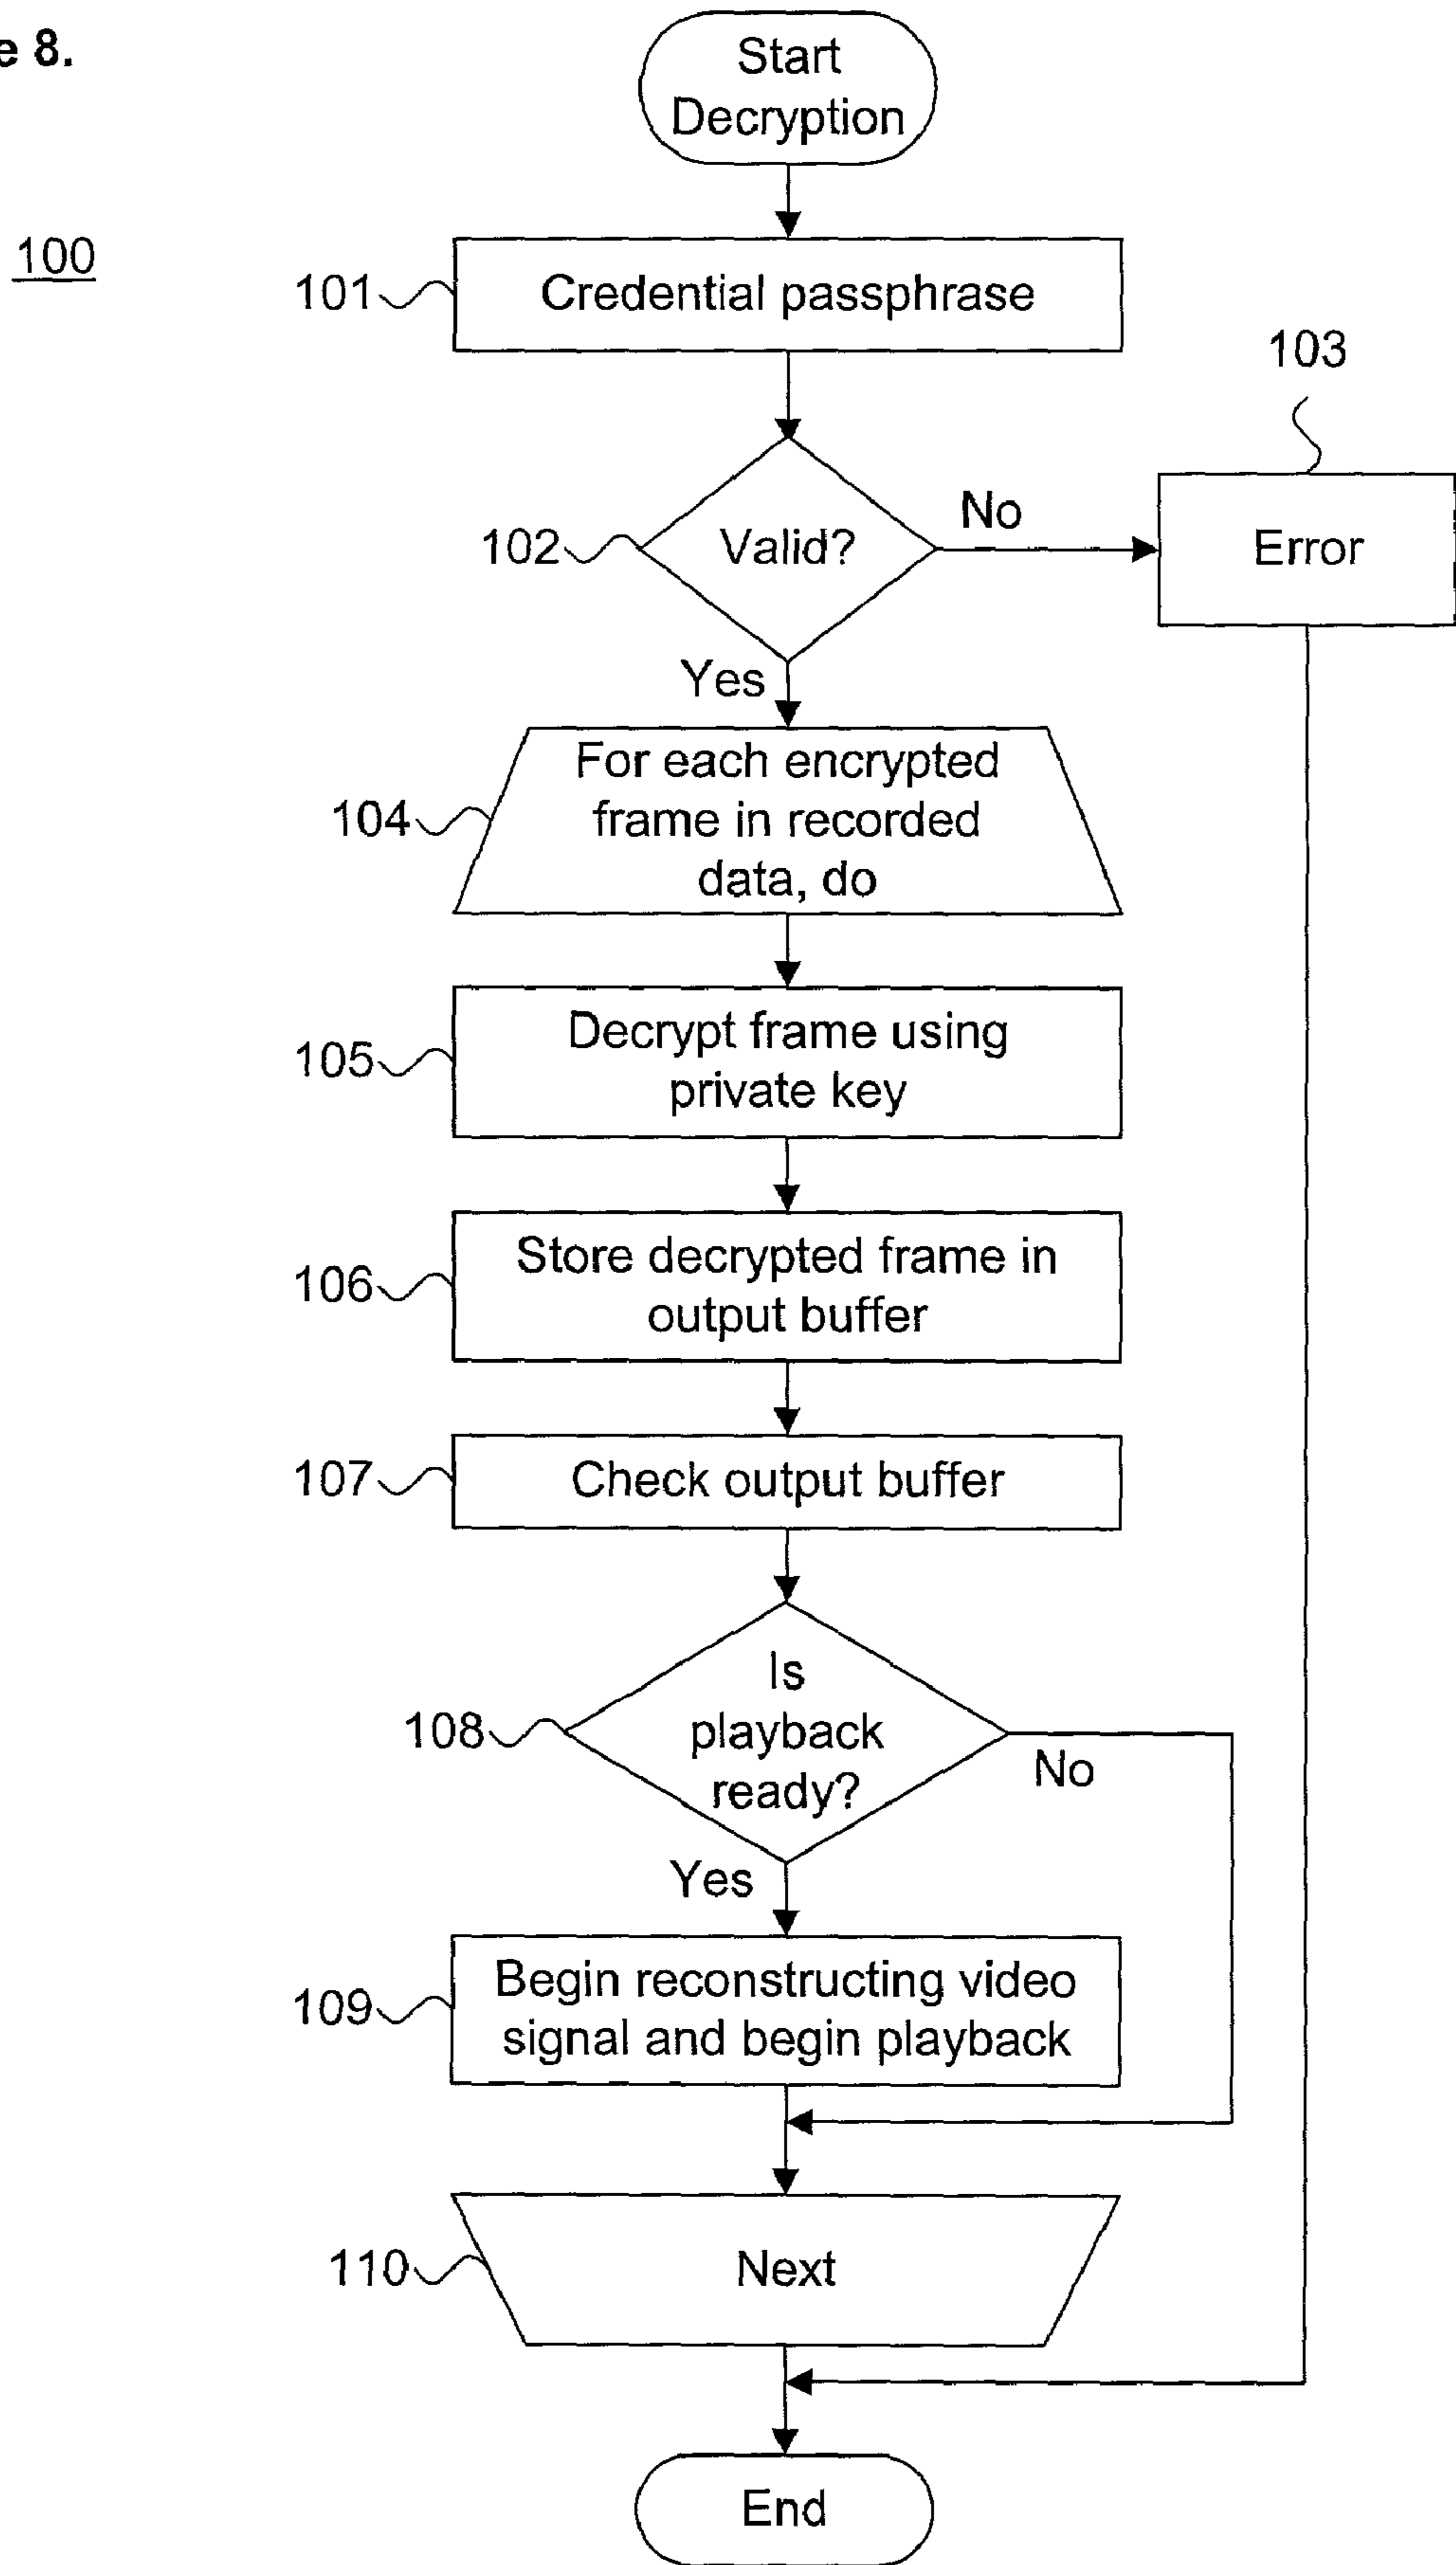 e 8.
Start
Decryption
100
101
Credential passphrase
103
102
Valid?
No
Error
Yes
For each encrypted
104
frame in recorded
data, do
Decrypt frame using
105
private key
Store decrypted frame in
106
output buffer
107
Check output buffer
Is
108
playback
No
ready?
Yes
Begin reconstructing video
109
signal and begin playback
110
Next
End